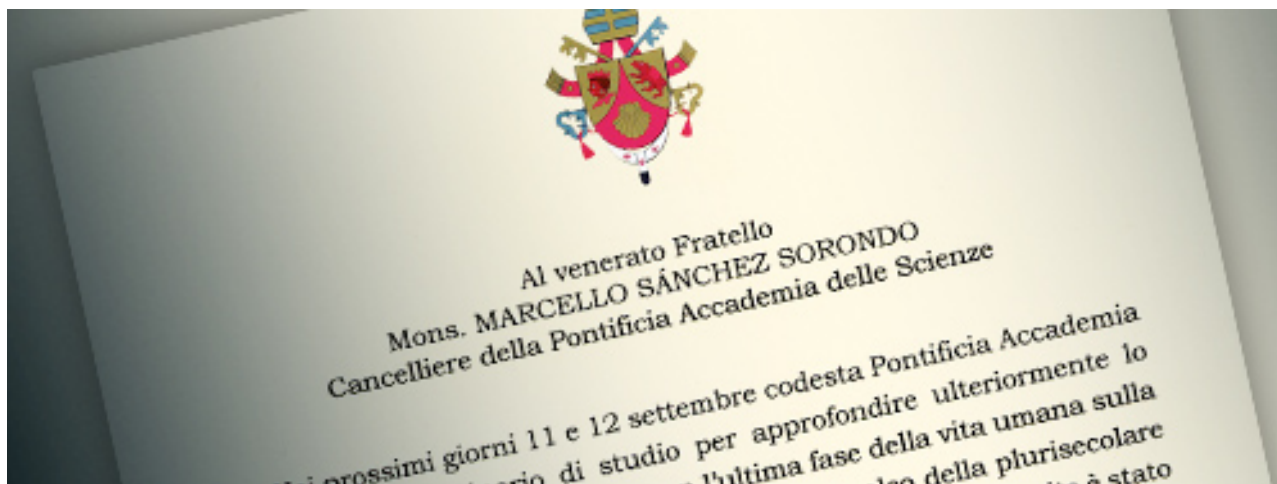 Al venerato Fratello
Mons. MARCELLO SÁNCHEZ SORONDO
Cancelliere della Pontificia Accademia delle Scienze
prossimi giorni 11 e 12 settembre codesta Pontificia Accademia
di studio per approfondire ulteriormente lo
l'ultima fase della vita umana sulla
della plurisecolare
è stato